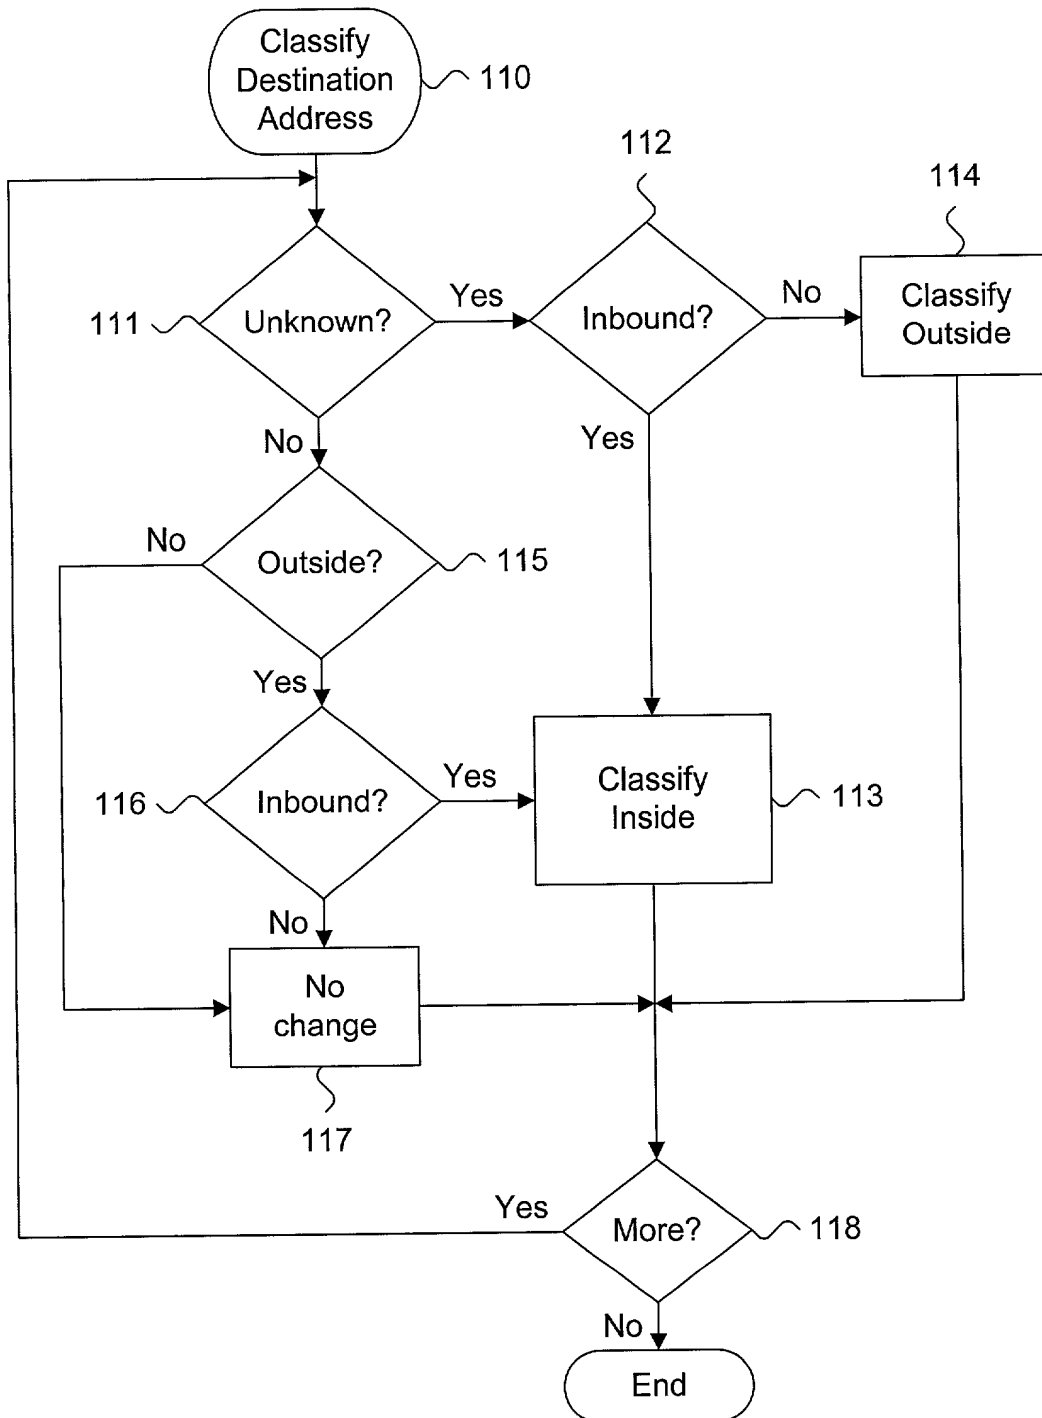 Classify
Destination
Address
110
112
114
111
Unknown?
Yes
Inbound?
No
Classify
Outside
No
Yes
No
Outside?
115
Yes
116
Inbound?
Yes
Classify
Inside
113
No
No
change
117
Yes
More?
118
No
End